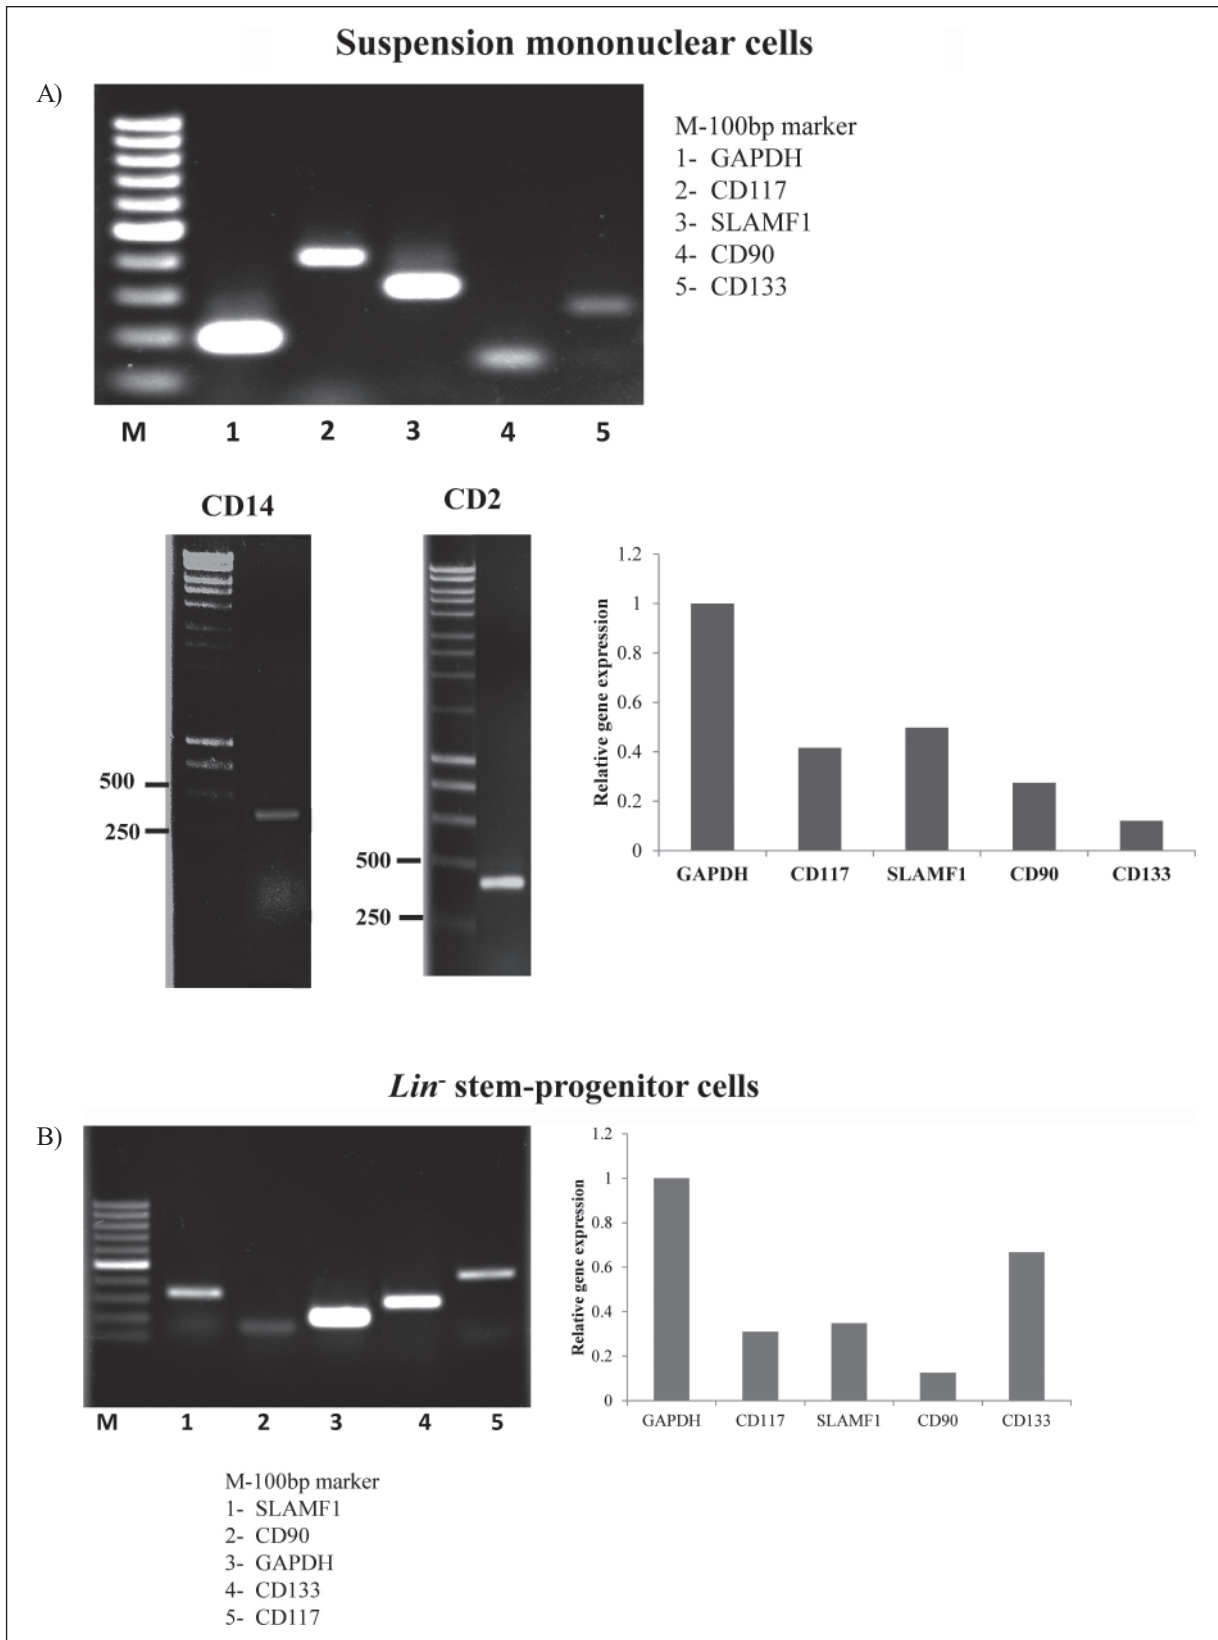 Suspension mononuclear cells
A)
M-100bp marker
1- GAPDH
2- CD117
3- SLAMF1
4- CD90
5- CD133
M 1 2 3 4 5
CD14
500
250
CD2
500
250
Relative gene expression
1.2
1
0.8
0.6
0.4
0.2
0
GAPDH CD117 SLAMF1 CD90 CD133
Lin- stem-progenitor cells
B)
M 1 2 3 4 5
M-100bp marker
1- SLAMF1
2- CD90
3- GAPDH
4- CD133
5- CD117
Relative gene expression
1.2
1
0.8
0.6
0.4
0.2
0
GAPDH CD117 SLAMF1 CD90 CD133